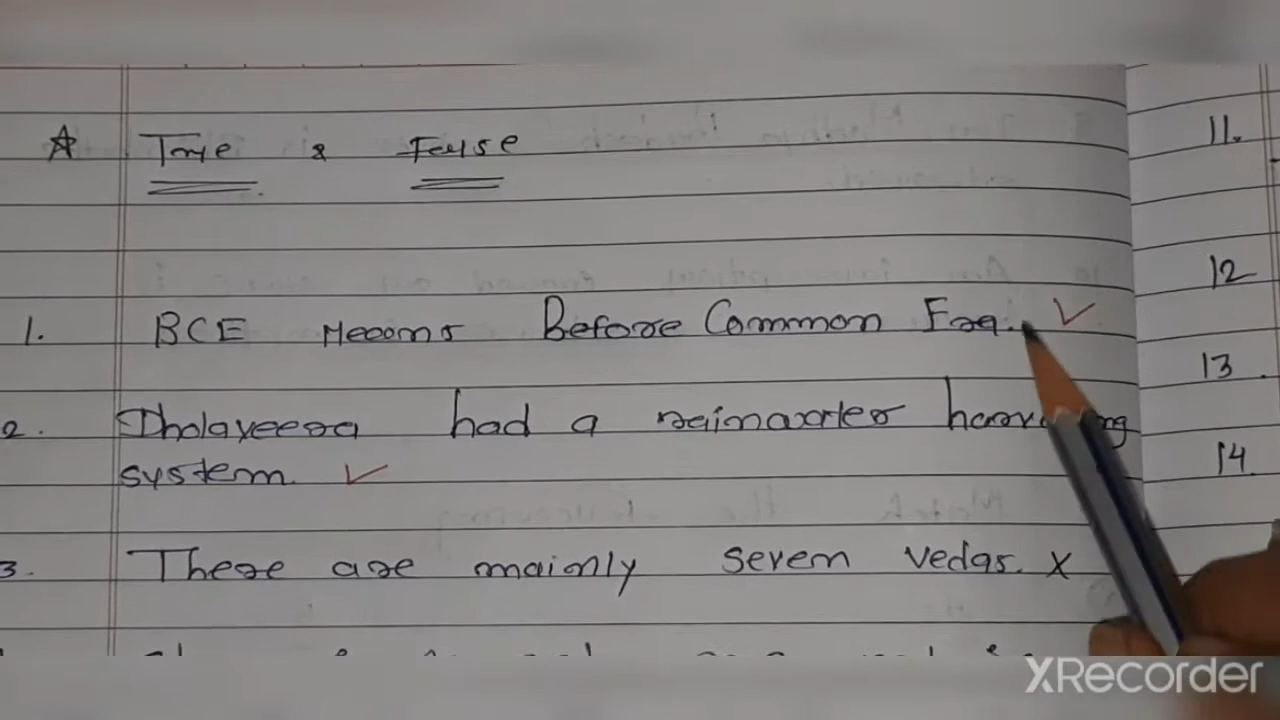 ☆ True & False
11.
1. BCE Means Before Common Era. ✓
12
13.
2. Dholaveera had a rainwater
system. ✓
14.
3. There are mainly seven vedas. x
XRecorder